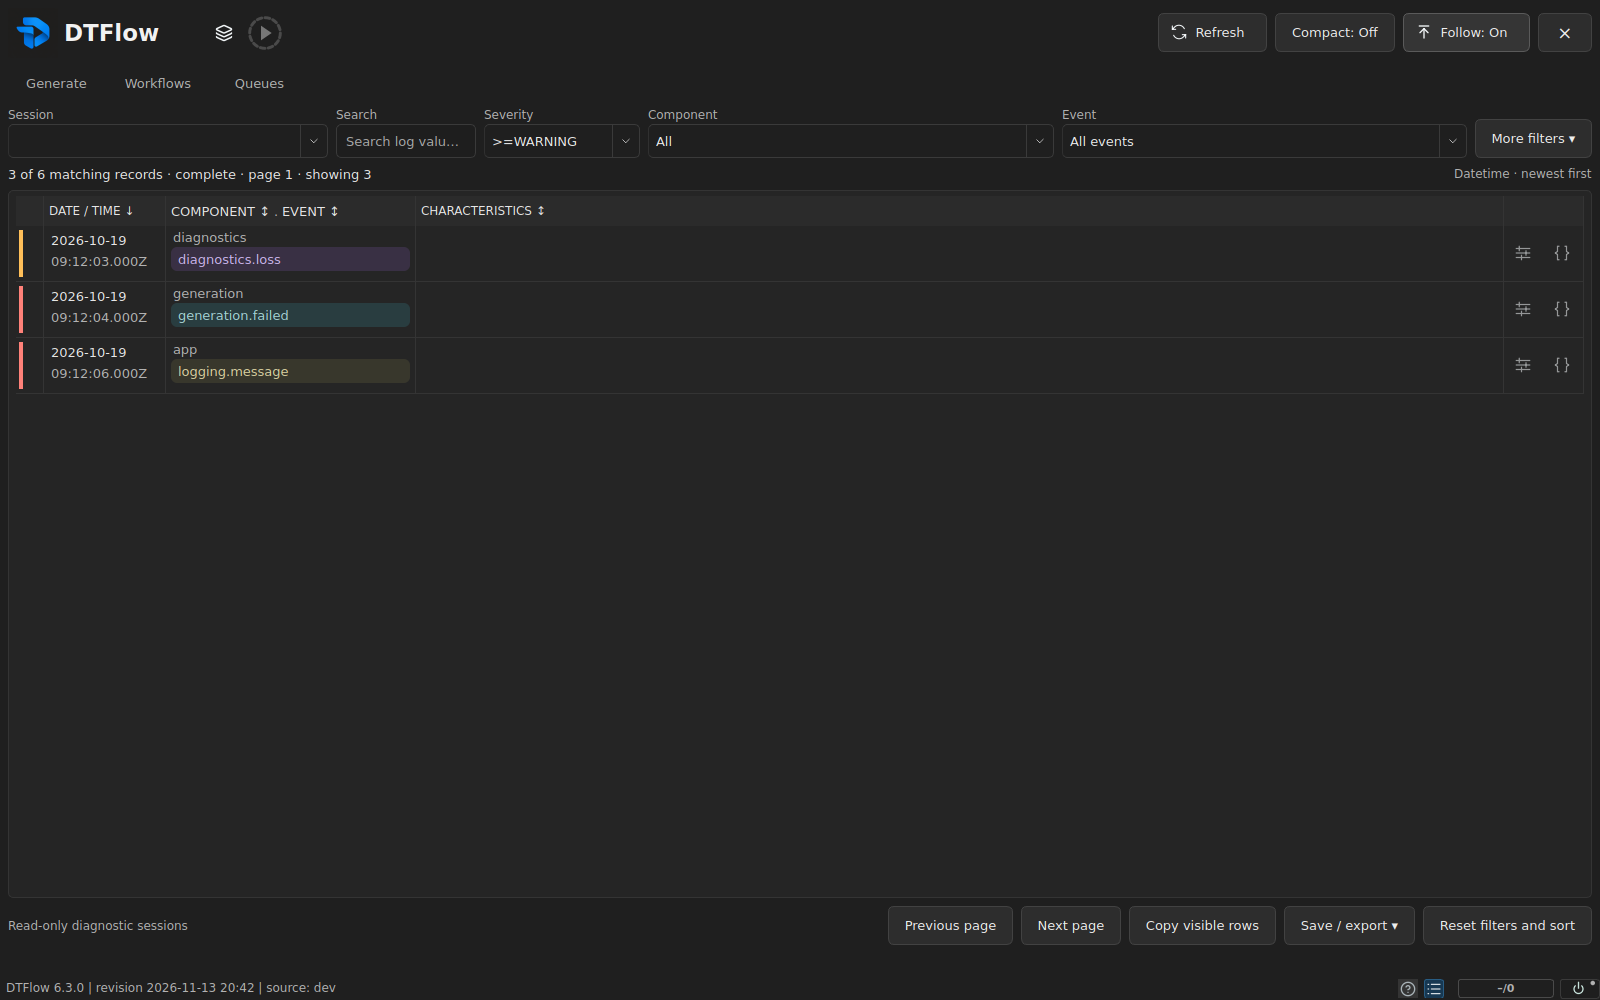 DTFlow
Refresh
Compact: Off
Follow: On
×
Generate
Workflows
Queues
Session
Search
Severity
Component
Event
Search log valu...
>=WARNING
All
All events
More filters ▾
3 of 6 matching records · complete · page 1 · showing 3
Datetime · newest first
DATE / TIME ↓
COMPONENT ↕ . EVENT ↕
CHARACTERISTICS ↕
2026-10-19
09:12:03.000Z
diagnostics
diagnostics.loss
{ }
2026-10-19
09:12:04.000Z
generation
generation.failed
{ }
2026-10-19
09:12:06.000Z
app
logging.message
{ }
Read-only diagnostic sessions
Previous page
Next page
Copy visible rows
Save / export ▾
Reset filters and sort
DTFlow 6.3.0 | revision 2026-11-13 20:42 | source: dev
-/0